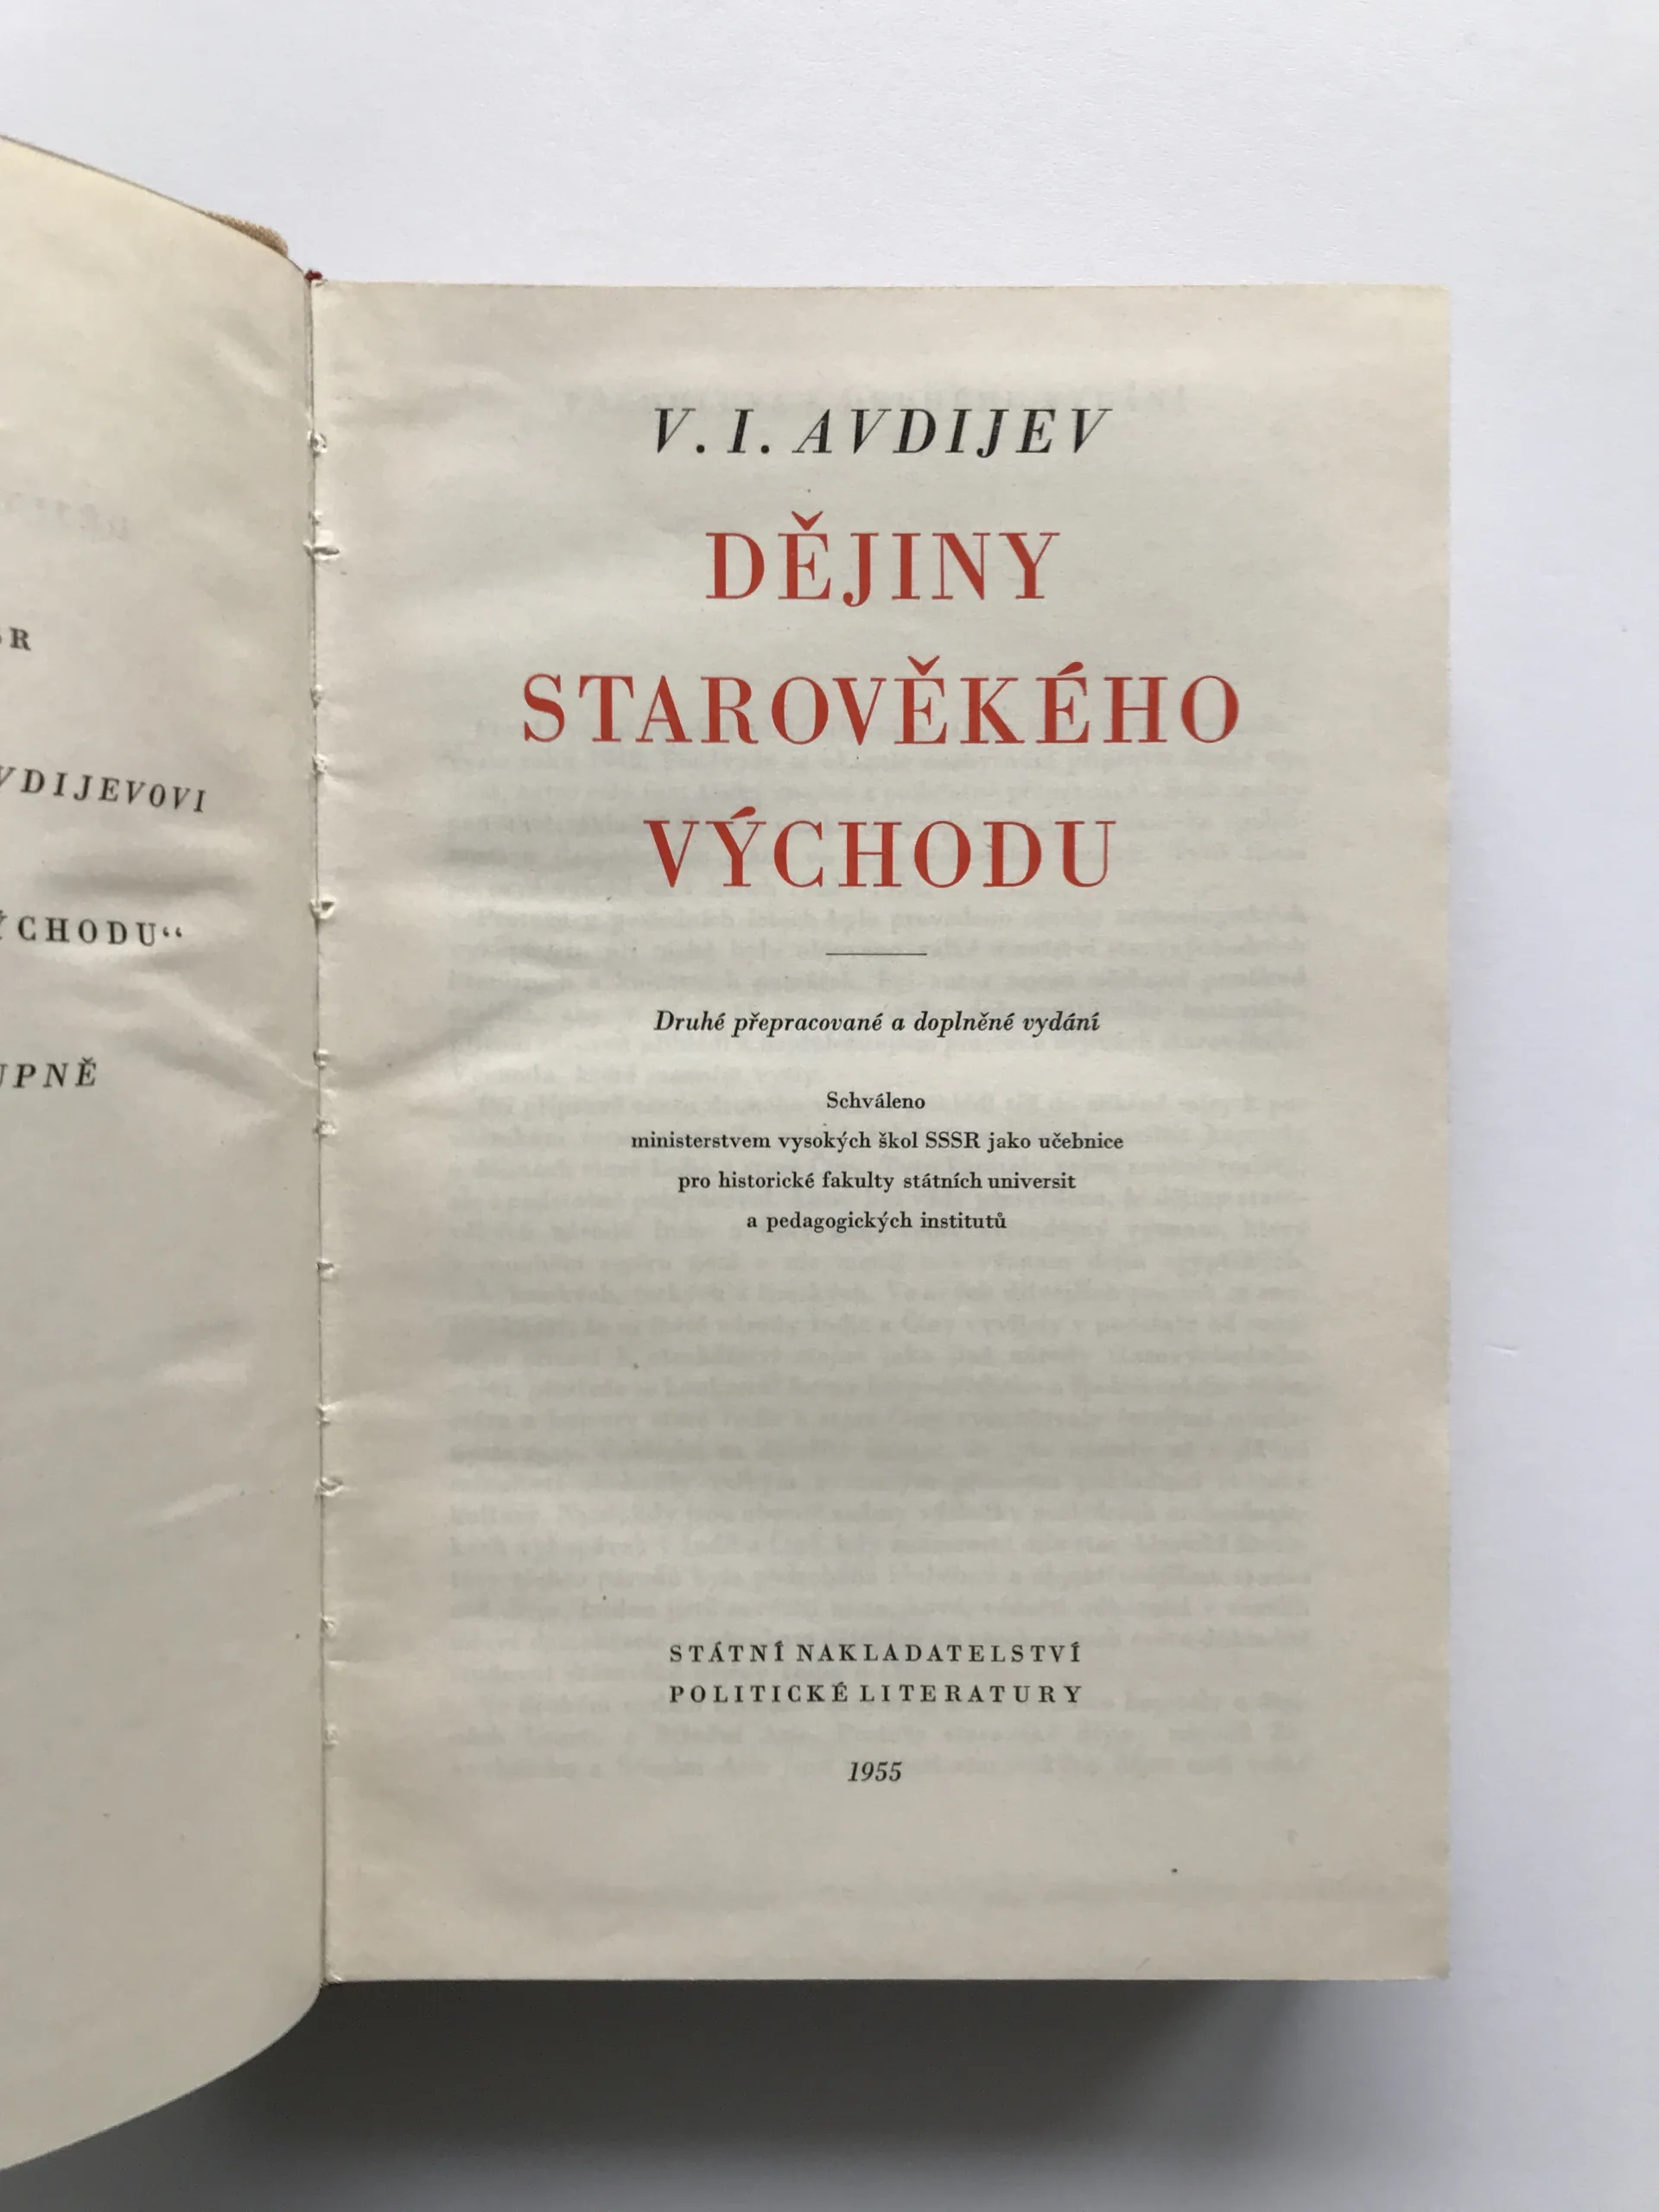 VDIJEVOVI
ÝCHODU“
UPNĚ
V. I. AVDIJEV
DĚJINY
STAROVĚKÉHO
VÝCHODU
Druhé přepracované a doplněné vydání
Schváleno
ministerstvem vysokých škol SSSR jako učebnice
pro historické fakulty státních universit
a pedagogických institutů
STÁTNÍ NAKLADATELSTVÍ
POLITICKÉ LITERATURY
1955